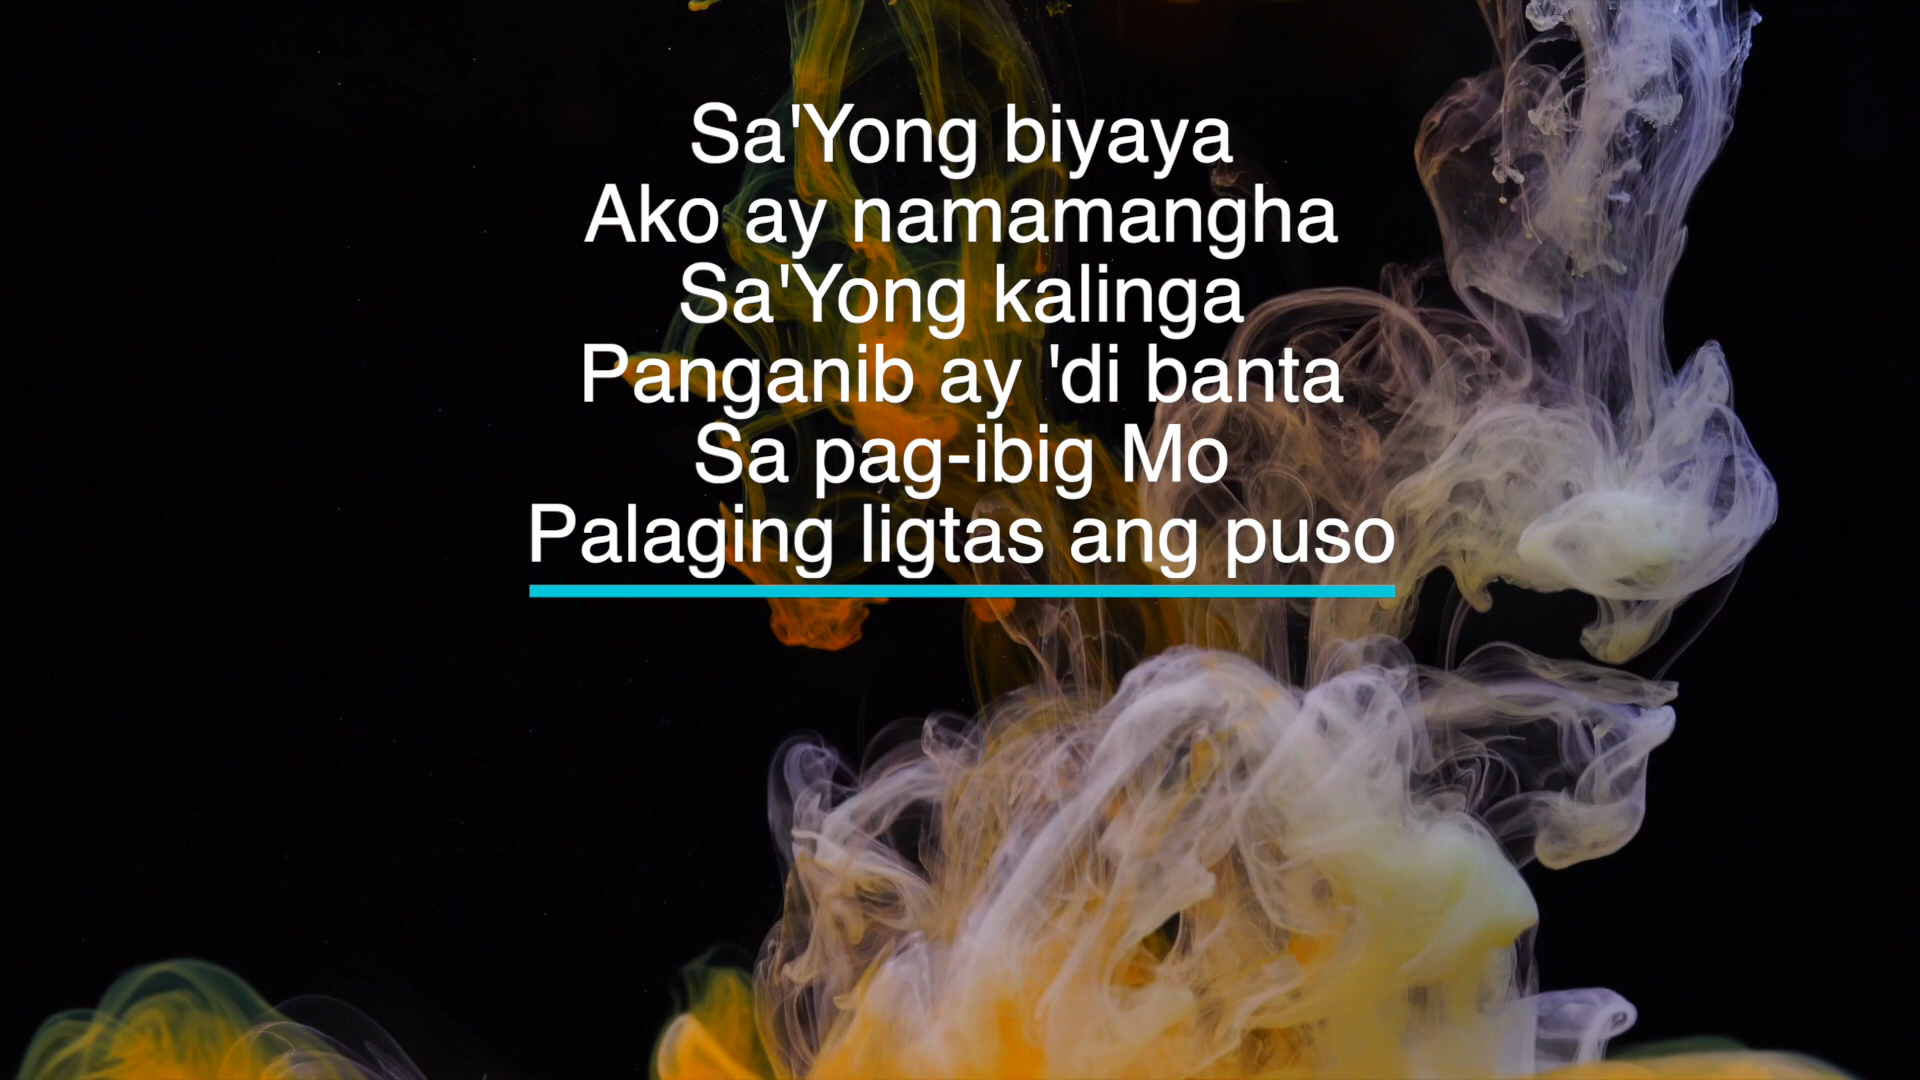 Sa'Yong biyaya
Ako ay namamangha
Sa'Yong kalinga
Panganib ay 'di banta
Sa pag-ibig Mo
Palaging ligtas ang puso